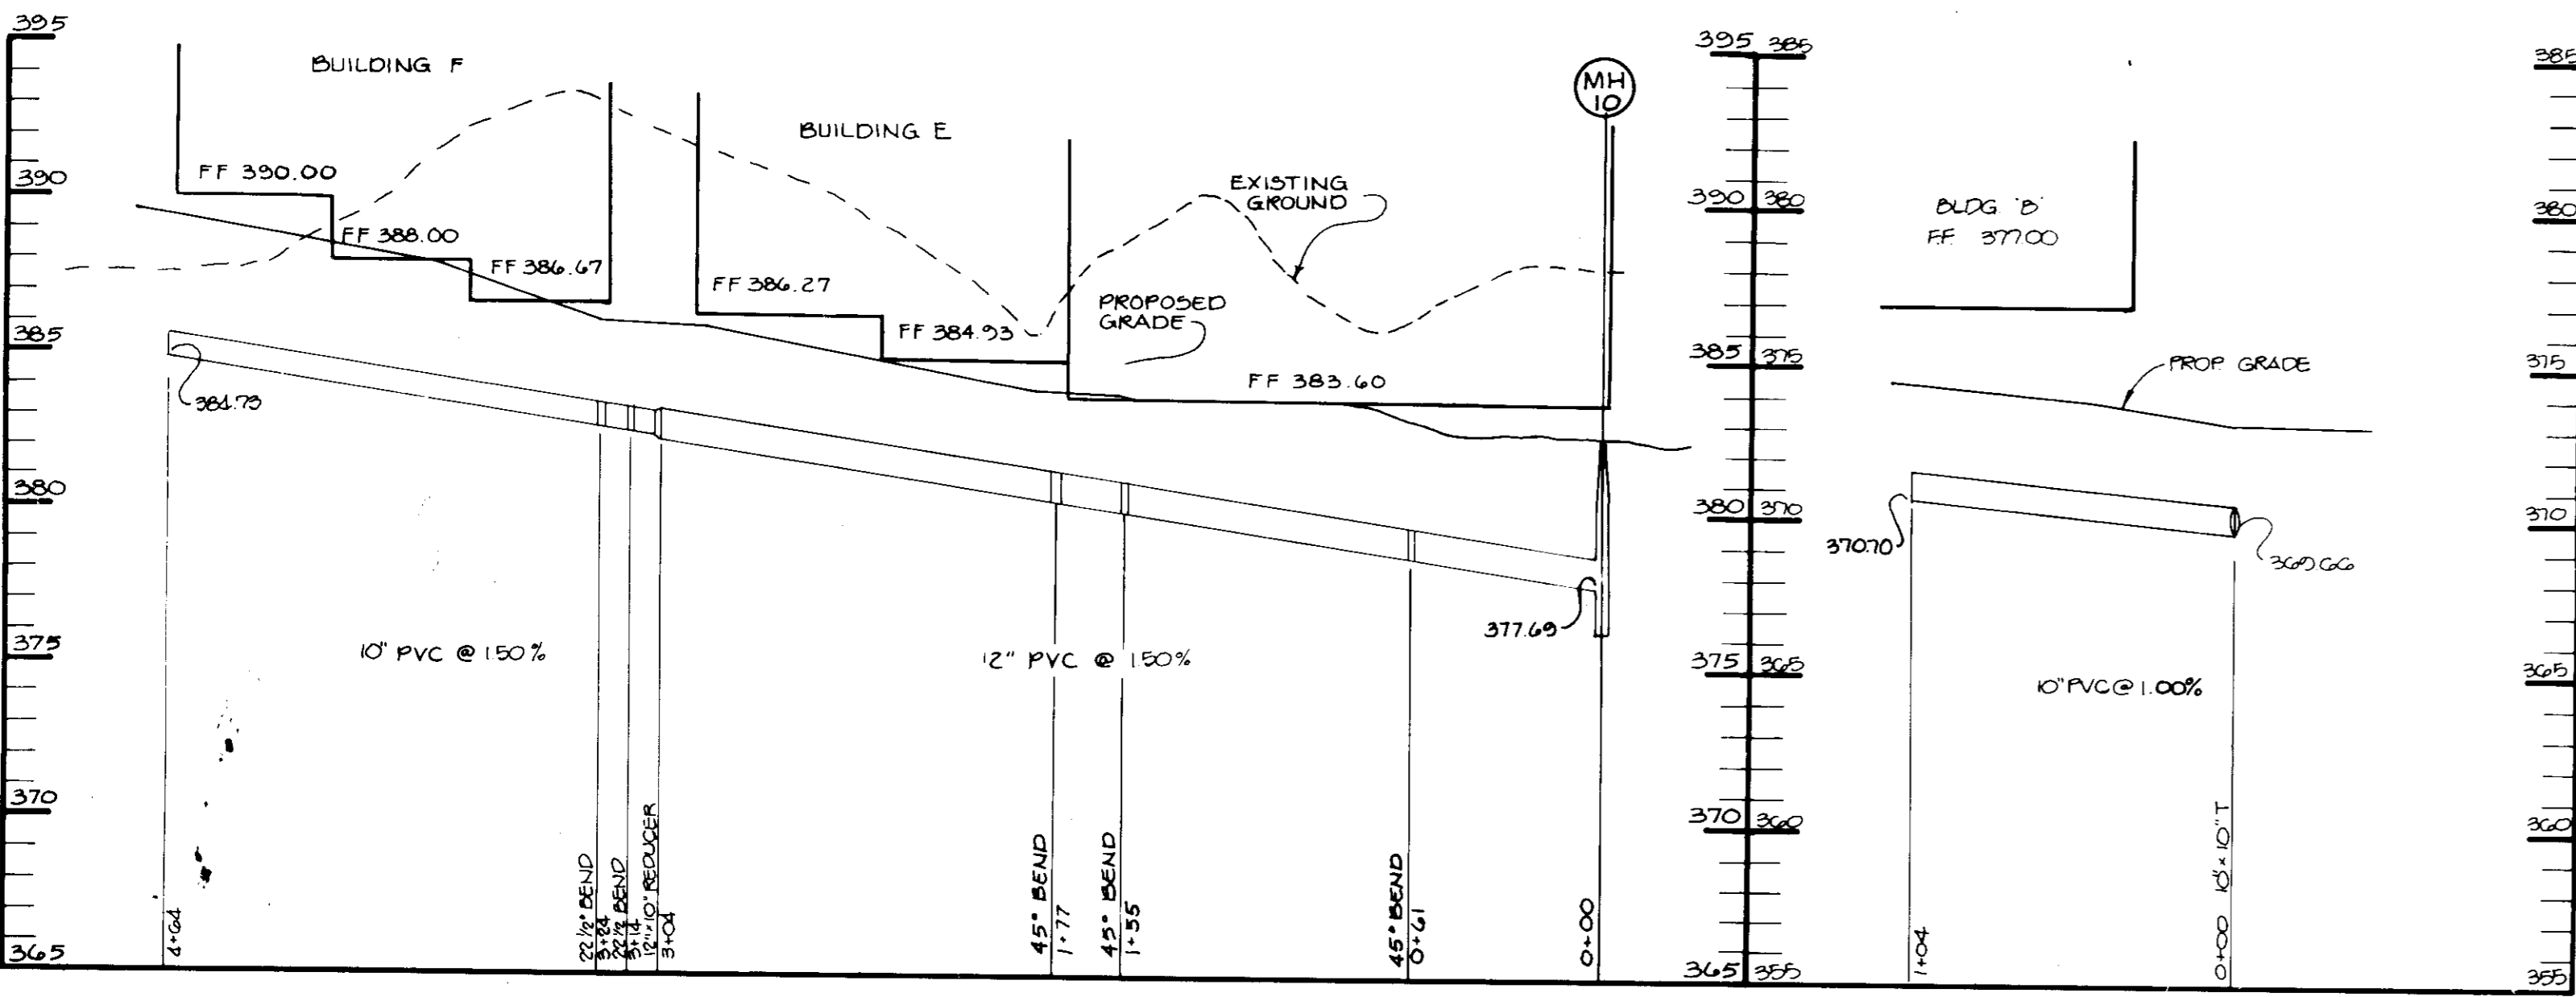 395
390
385
380
375
370
365
BUILDING F
FF 390.00
FF 388.00
FF 386.67
BUILDING E
FF 386.27
FF 384.93
EXISTING
GROUND
PROPOSED
GRADE
FF 383.60
MH
10
384.73
377.69
10" PVC @ 1.50%
12" PVC @ 1.50%
4+64
22 1/2° BEND
3+24
22 1/2° BEND
3+14
12"x10" REDUCER
3+04
45° BEND
1+77
45° BEND
1+55
45° BEND
0+61
0+00
395 385
390 380
385 375
380 370
375 365
370 360
365 355
BLDG 'B'
FF. 377.00
PROP. GRADE
370.70
369.66
10" PVC @ 1.00%
1+04
0+00 10"x10" T
385
380
375
370
365
360
355